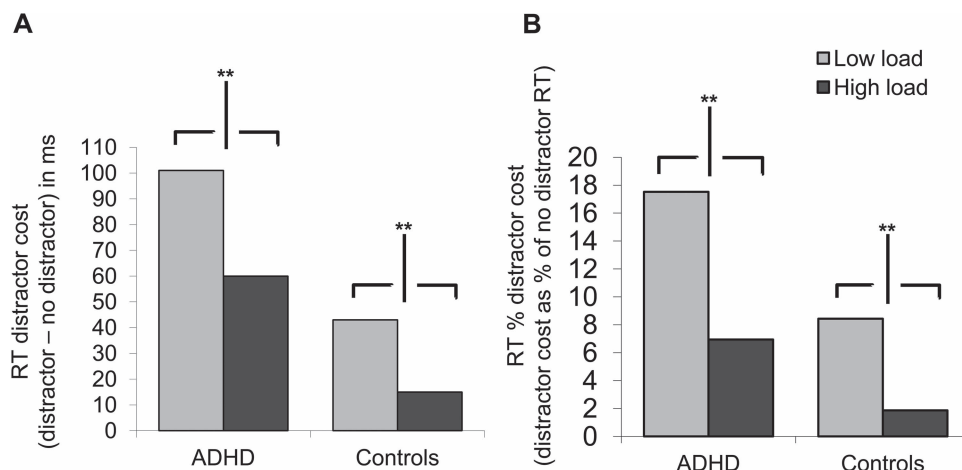 A
RT distractor cost
(distractor – no distractor) in ms
110
100
90
80
70
60
50
40
30
20
10
0
**
**
ADHD
Controls
B
RT % distractor cost
(distractor cost as % of no distractor RT)
20
18
16
14
12
10
8
6
4
2
0
**
**
Low load
High load
ADHD
Controls